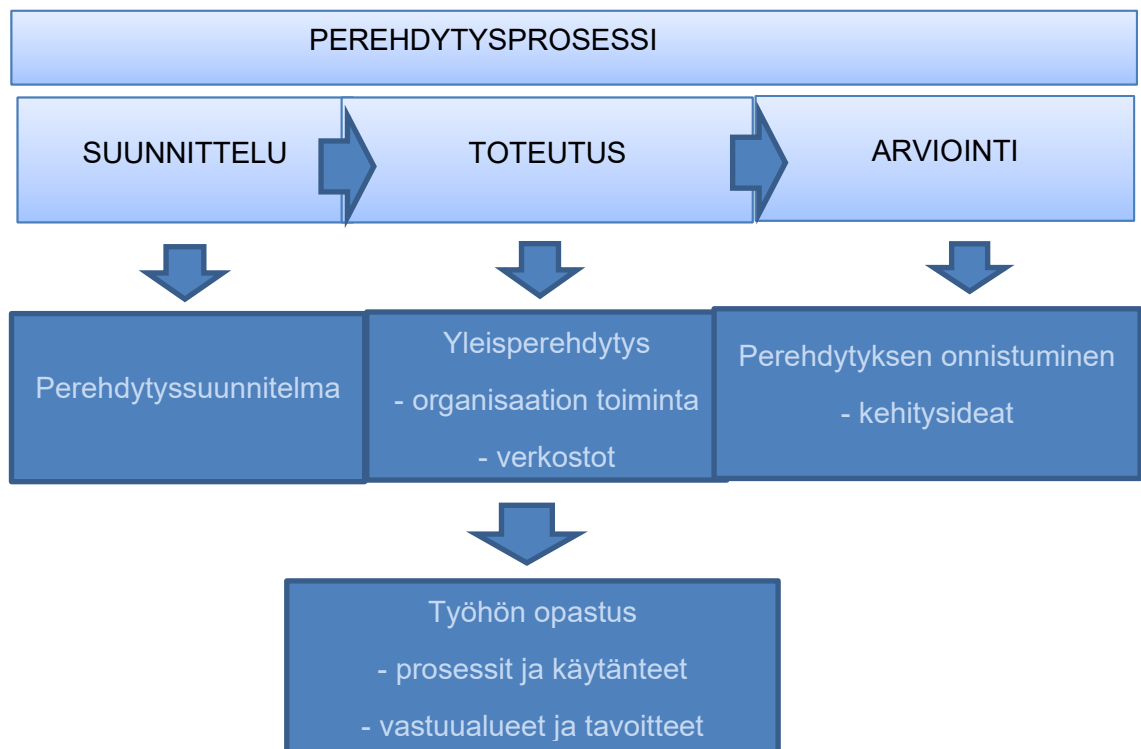 PEREHDYTYSPROSESSI
SUUNNITTELU
TOTEUTUS
ARVIOINTI
Perehdytyssuunnitelma
Yleisperehdytys
- organisaation toiminta
- verkostot
Perehdytyksen onnistuminen
- kehitysideat
Työhön opastus
- prosessit ja käytänteet
- vastuualueet ja tavoitteet